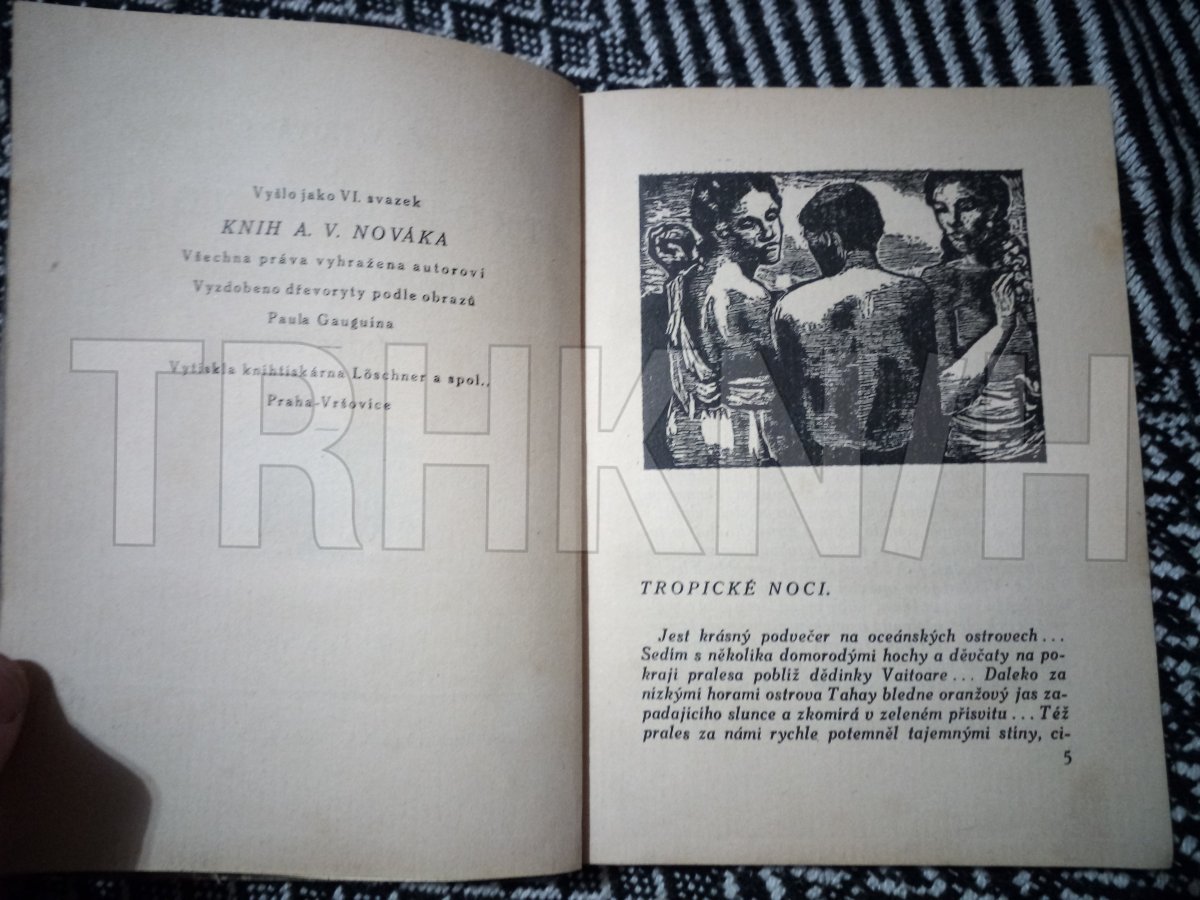 Vyšlo jako VI. svazek
KNIH A. V. NOVÁKA
Všechna práva vyhražena autorovi
Vyzdobeno dřevoryty podle obrazů
Paula Gauguina
Vytiskla knihtiskárna Löschner a spol.,
Praha-Vršovice
TRHKNIH
TROPICKÉ NOCI.
Jest krásný podvečer na oceánských ostrovech...
Sedím s několika domorodými hochy a děvčaty na po-
kraji pralesa poblíž dědinky Vaitoare... Daleko za
nízkými horami ostrova Tahay bledne oranžový jas za-
padajícího slunce a zkomírá v zeleném přísvitu... Též
prales za námi rychle potemněl tajemnými stíny, ci-
5